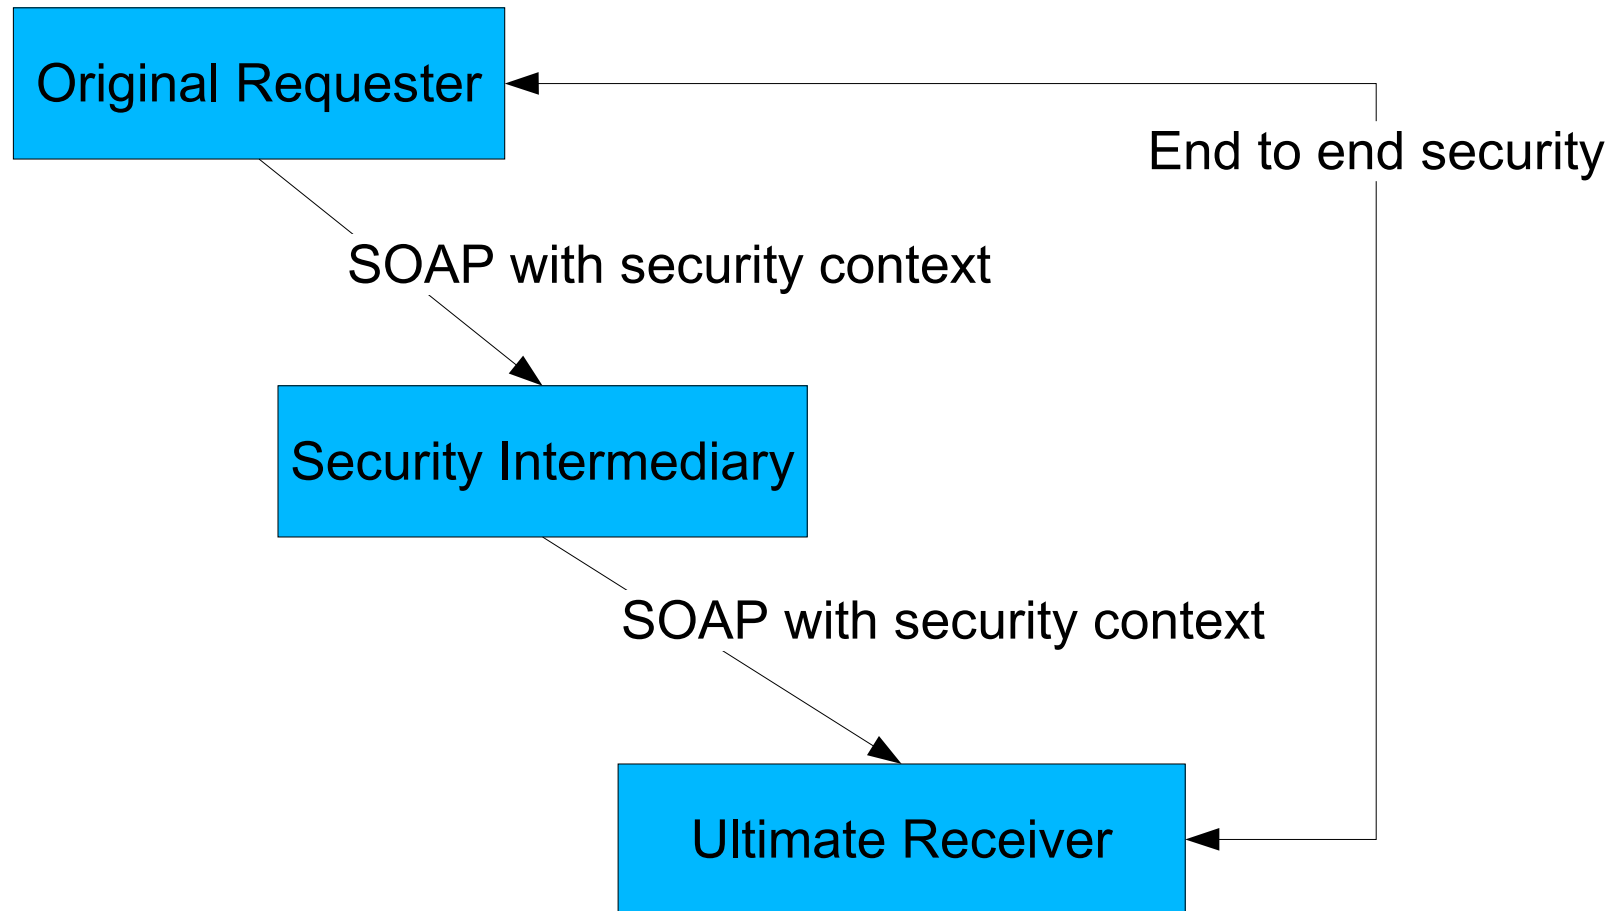 Original Requester
End to end security
SOAP with security context
Security Intermediary
SOAP with security context
Ultimate Receiver